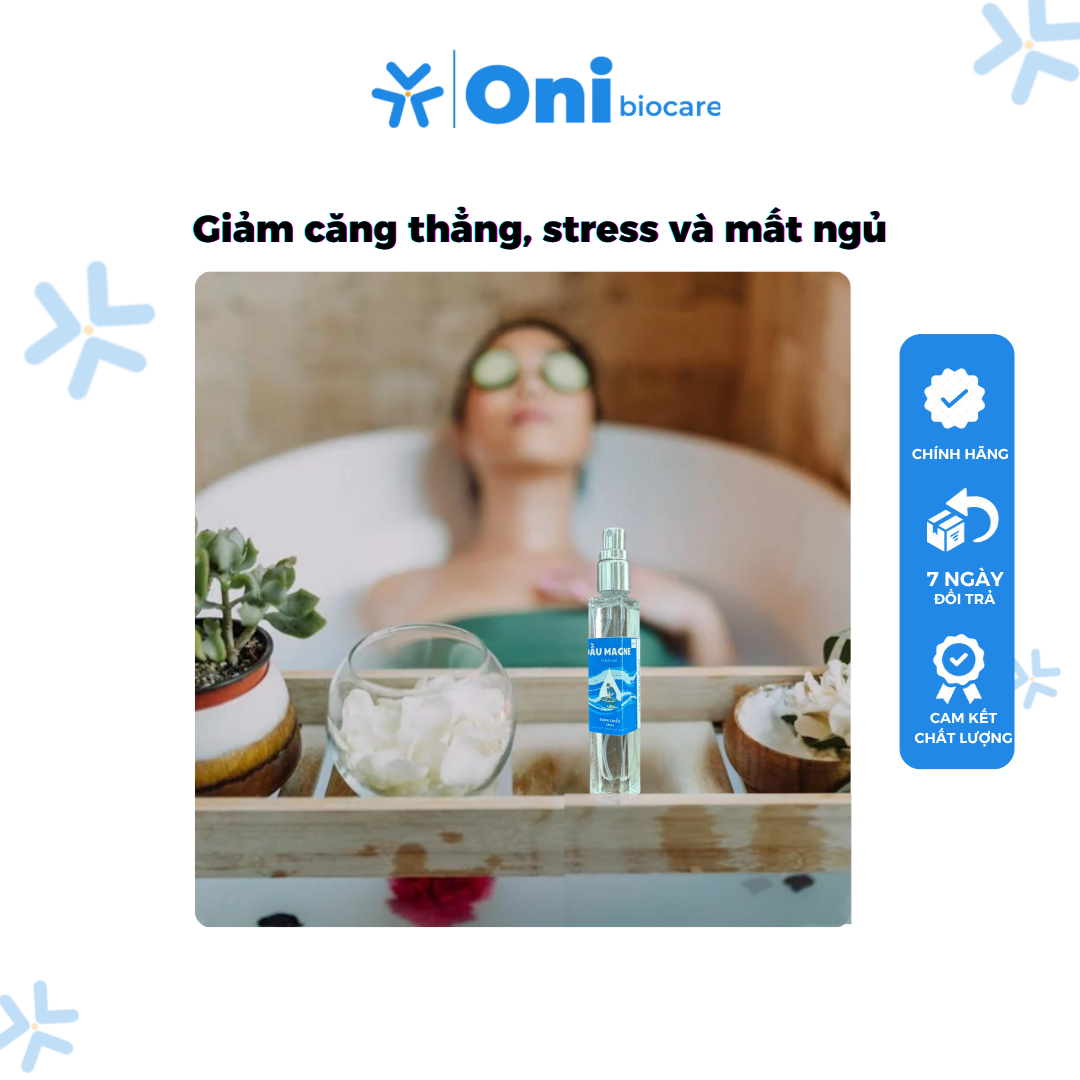 Oni biocare
Giảm căng thẳng, stress và mất ngủ
DẦU MAGNE
CHÍNH HÃNG
7 NGÀY
ĐỔI TRẢ
CAM KẾT
CHẤT LƯỢNG